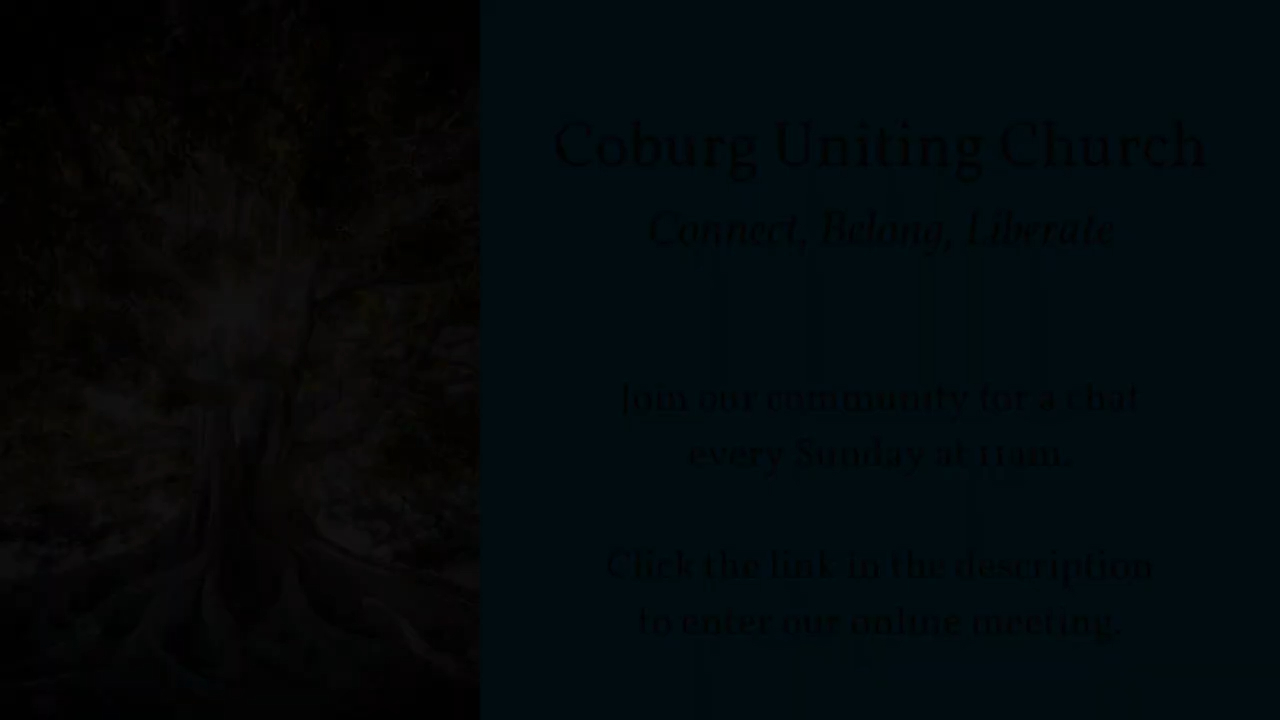 Coburg Uniting Church
Connect, Belong, Liberate
Join our community for a chat
every Sunday at 11am.
Click the link in the description
to enter our online meeting.